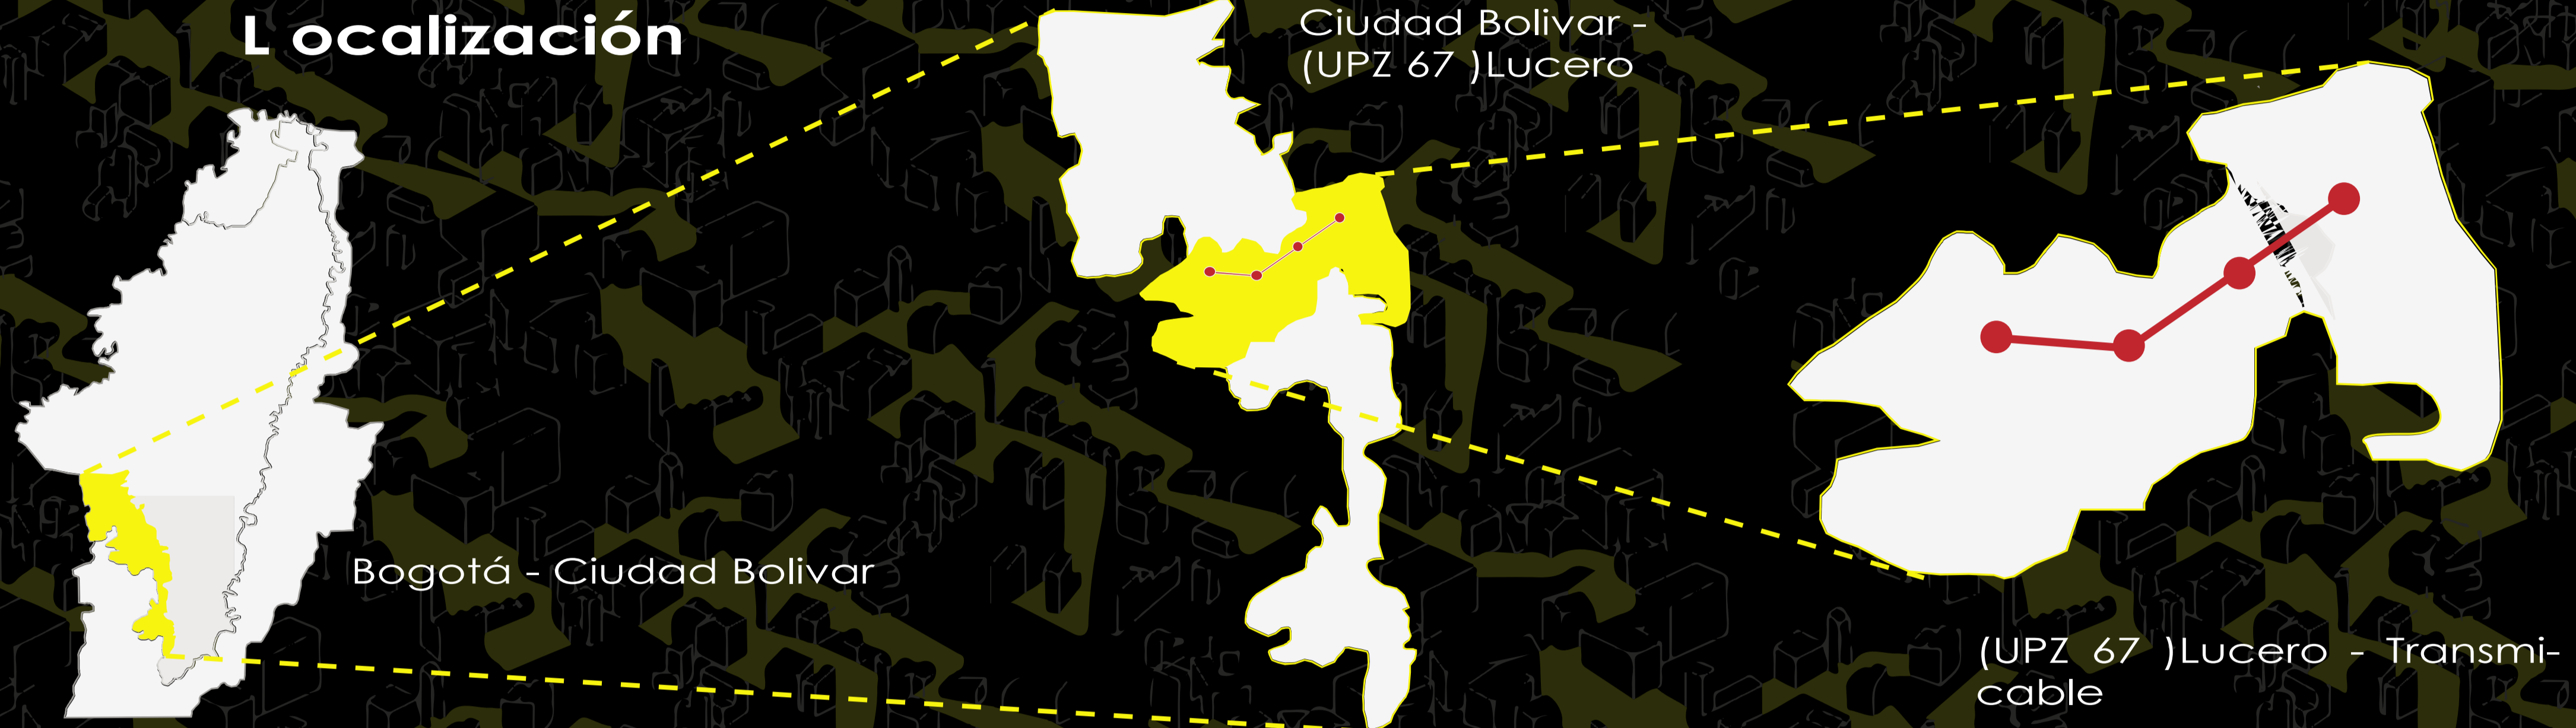 L ocalización
Ciudad Bolivar -
(UPZ 67 )Lucero
Bogotá - Ciudad Bolivar
(UPZ 67 )Lucero - Transmi-
cable